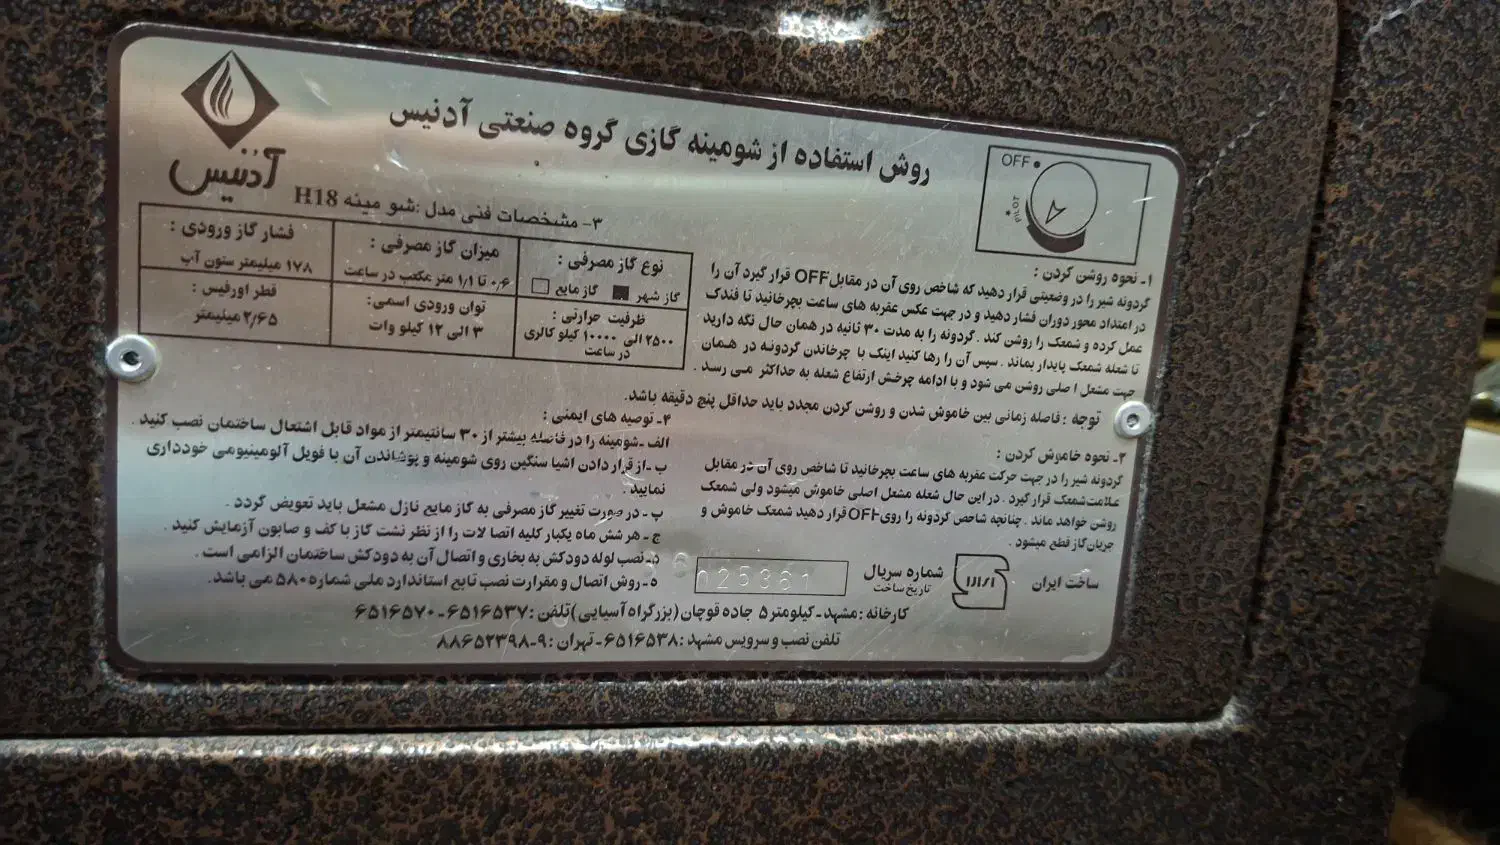 آدنیس
روش استفاده از شومینه گازی گروه صنعتی آدنیس
OFF
PILOT
۱- نحوه روشن کردن :
گردونه شیر را در وضعیتی قرار دهید که شاخص روی آن در مقابل OFF قرار گیرد آن را
در امتداد محور دوران فشار دهید و در جهت عکس عقربه های ساعت بچرخانید تا فندک
عمل کرده و شمعک را روشن کند . گردونه را به مدت ۳۰ ثانیه در همان حال نگه دارید
تا شعله شمعک پایدار بماند . سپس آن را رها کنید اینک با چرخاندن گردونه در همان
جهت مشعل اصلی روشن می شود و با ادامه چرخش ارتفاع شعله به حداکثر می رسد .
توجه : فاصله زمانی بین خاموش شدن و روشن کردن مجدد باید حداقل پنج دقیقه باشد.
۲- نحوه خاموش کردن :
گردونه شیر را در جهت حرکت عقربه های ساعت بچرخانید تا شاخص روی آن در مقابل
علامت شمعک قرار گیرد . در این حال شعله مشعل اصلی خاموش میشود ولی شمعک
روشن خواهد ماند . چنانچه شاخص گردونه را روی OFF قرار دهید شمعک خاموش و
جریان گاز قطع میشود .
۳- مشخصات فنی مدل : شو مینه H18
نوع گاز مصرفی :
گاز شهر گاز مایع
میزان گاز مصرفی :
۰/۶ تا ۱/۱ متر مکعب در ساعت
فشار گاز ورودی :
۱۷۸ میلیمتر ستون آب
ظرفیت حرارتی :
۲۵۰۰ الی ۱۰۰۰۰ کیلو کالری
در ساعت
توان ورودی اسمی:
۳ الی ۱۲ کیلو وات
قطر اورفیس :
۲/۶۵ میلیمتر
۴- توصیه های ایمنی :
الف - شومینه را در فاصله بیشتر از ۳۰ سانتیمتر از مواد قابل اشتعال ساختمان نصب کنید .
ب - از قرار دادن اشیا سنگین روی شومینه و پوشاندن آن با فویل آلومینیومی خودداری
نمایید .
پ - در صورت تغییر گاز مصرفی به گاز مایع نازل مشعل باید تعویض گردد .
ج - هر شش ماه یکبار کلیه اتصالات را از نظر نشت گاز با کف و صابون آزمایش کنید .
د- نصب لوله دودکش به بخاری و اتصال آن به دودکش ساختمان الزامی است .
ه - روش اتصال و مقرارت نصب تابع استاندارد ملی شماره ۵۸۰ می باشد.
ساخت ایران
شماره سریال
تاریخ ساخت
025361
کارخانه : مشهد - کیلومتر ۵ جاده قوچان (بزرگراه آسیایی) تلفن : ۶۵۱۶۵۳۷-۶۵۱۶۵۷۰
تلفن نصب و سرویس مشهد : ۶۵۱۶۵۳۸- تهران : ۹-۸۸۶۵۲۳۹۸